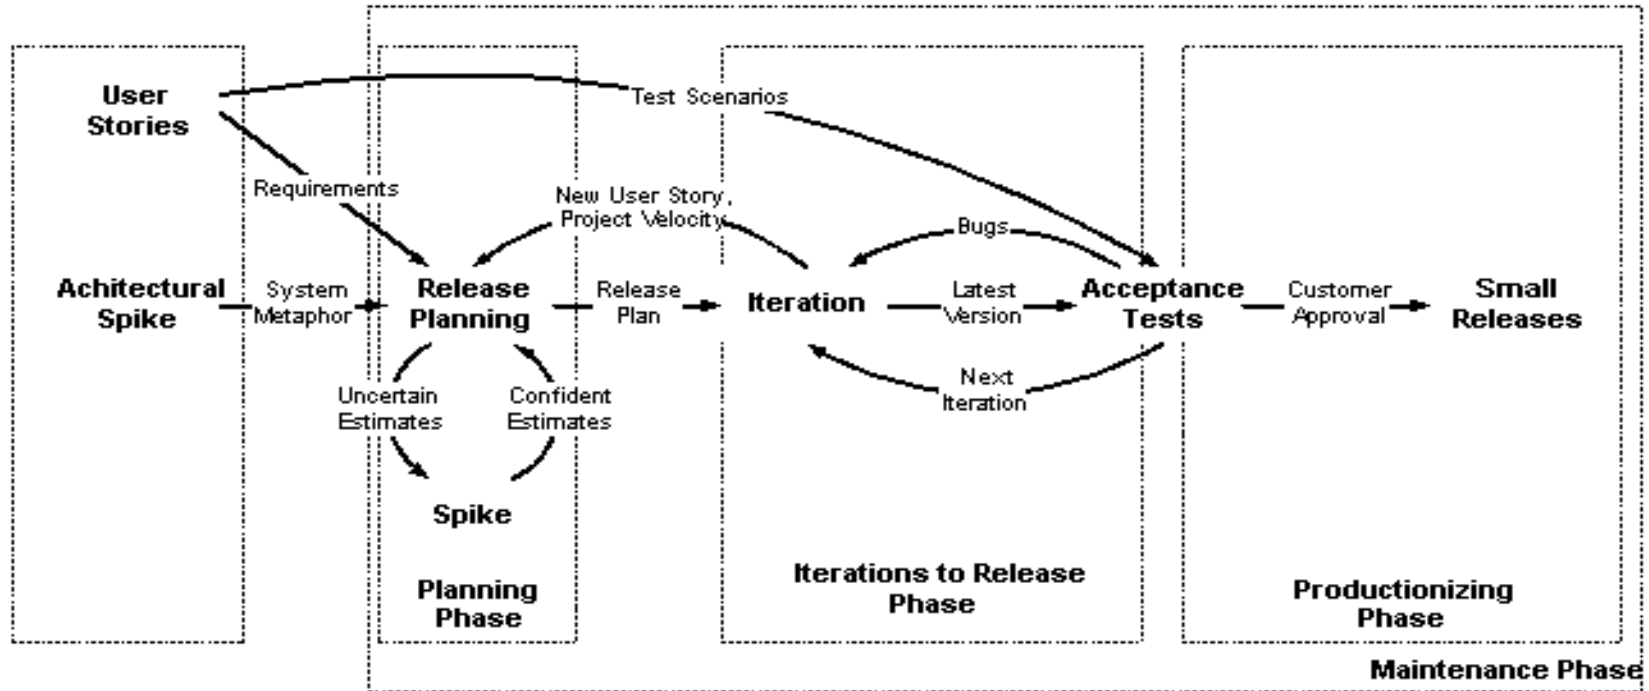 User
Stories
Test Scenarios
Requirements
New User Story,
Project Velocity
Bugs
Achitectural
Spike
System
Metaphor
Release
Planning
Release
Plan
Iteration
Latest
Version
Acceptance
Tests
Customer
Approval
Small
Releases
Uncertain
Estimates
Confident
Estimates
Next
Iteration
Spike
Planning
Phase
Iterations to Release
Phase
Productionizing
Phase
Maintenance Phase